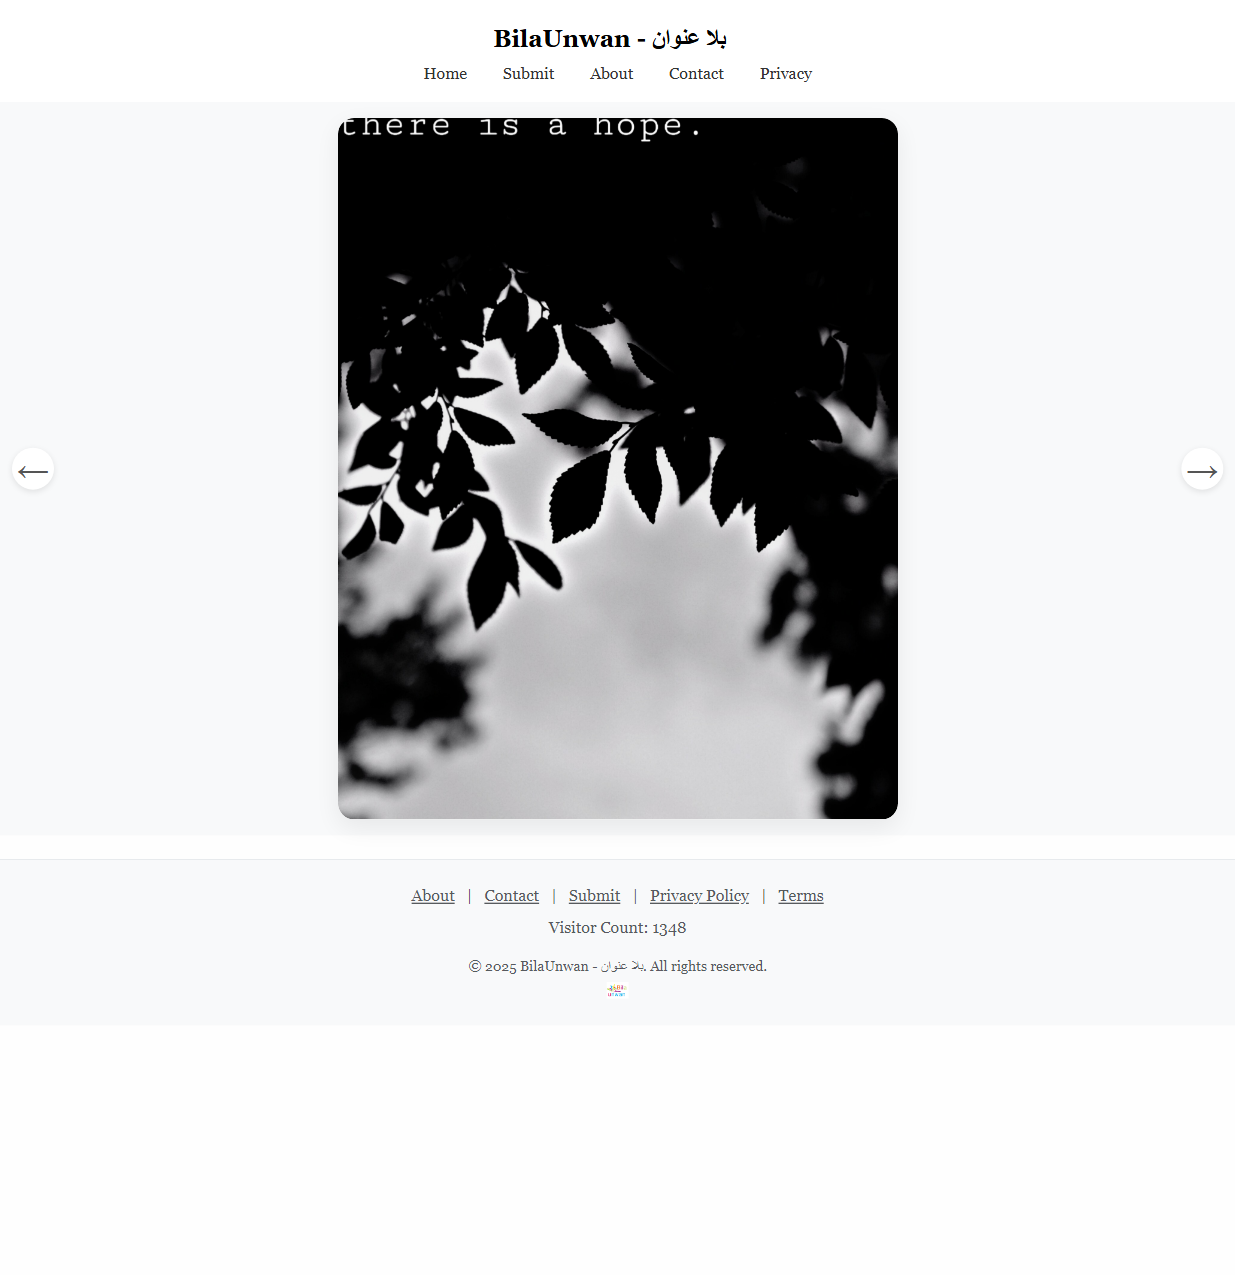 BilaUnwan - بلا عنوان
Home Submit About Contact Privacy
there is a hope.
←
→
About | Contact | Submit | Privacy Policy | Terms
Visitor Count: 1348
© 2025 BilaUnwan - بلا عنوان. All rights reserved.